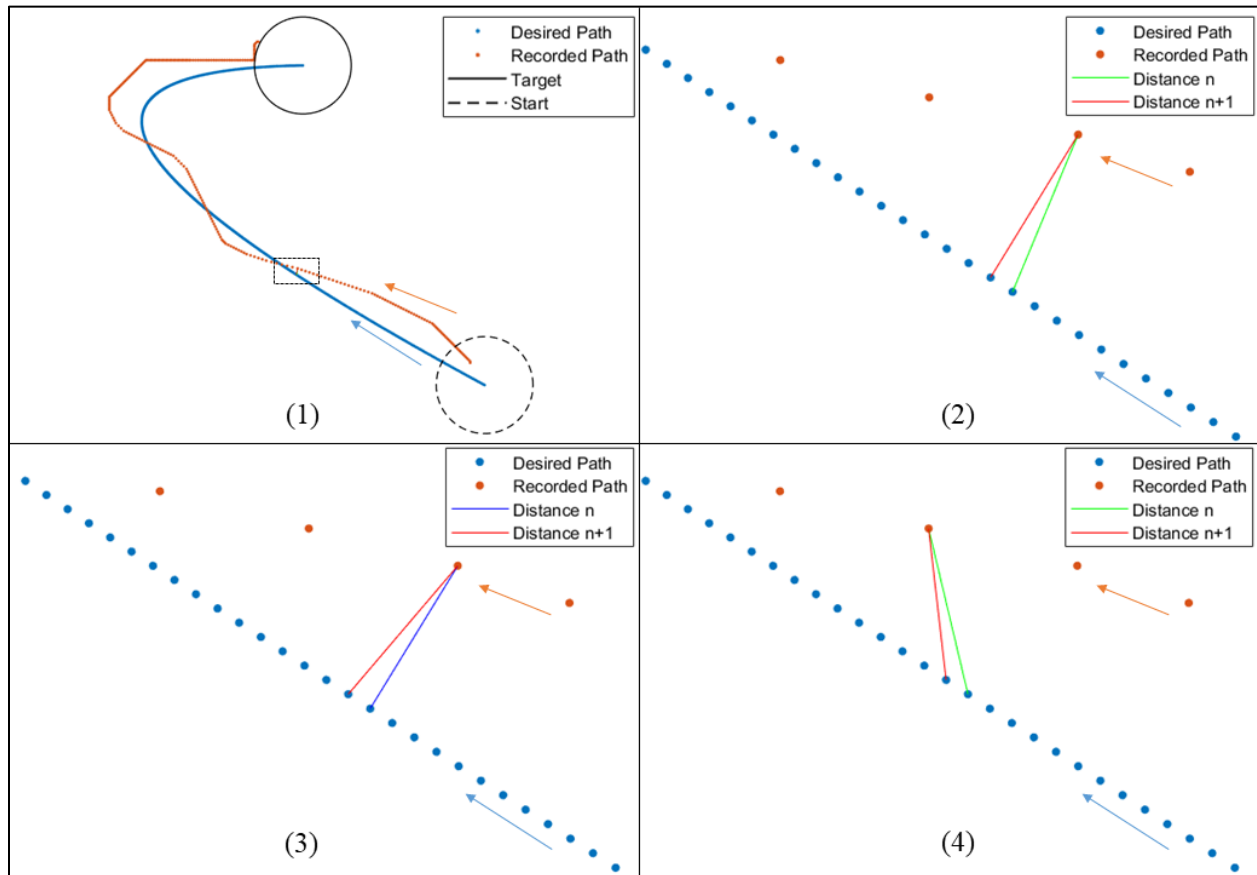 Desired Path
Recorded Path
Target
Start
(1)
Desired Path
Recorded Path
Distance n
Distance n+1
(2)
Desired Path
Recorded Path
Distance n
Distance n+1
(3)
Desired Path
Recorded Path
Distance n
Distance n+1
(4)